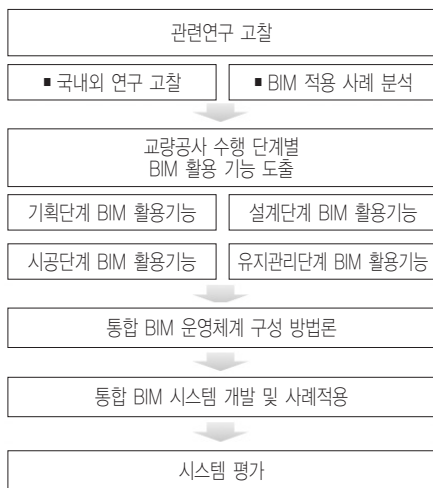 관련연구 고찰
▪ 국내외 연구 고찰
▪ BIM 적용 사례 분석
교량공사 수행 단계별
BIM 활용 기능 도출
기획단계 BIM 활용기능
설계단계 BIM 활용기능
시공단계 BIM 활용기능
유지관리단계 BIM 활용기능
통합 BIM 운영체계 구성 방법론
통합 BIM 시스템 개발 및 사례적용
시스템 평가